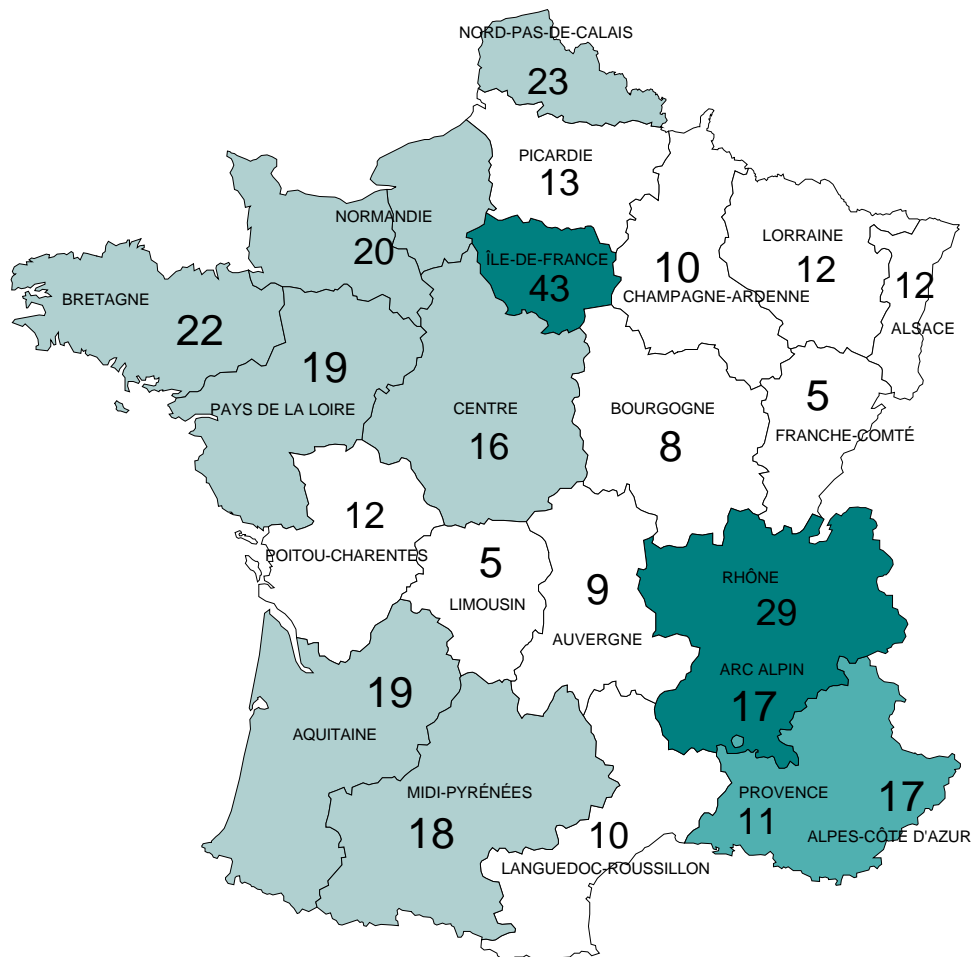 NORD-PAS-DE-CALAIS
23
PICARDIE
13
NORMANDIE
20
ÎLE-DE-FRANCE
43
10
CHAMPAGNE-ARDENNE
LORRAINE
12
12
ALSACE
BRETAGNE
22
19
PAYS DE LA LOIRE
CENTRE
16
BOURGOGNE
8
5
FRANCHE-COMTÉ
12
POITOU-CHARENTES
5
LIMOUSIN
9
AUVERGNE
RHÔNE
29
ARC ALPIN
17
19
AQUITAINE
MIDI-PYRÉNÉES
18
10
LANGUEDOC-ROUSSILLON
PROVENCE
11
17
ALPES-CÔTE D'AZUR